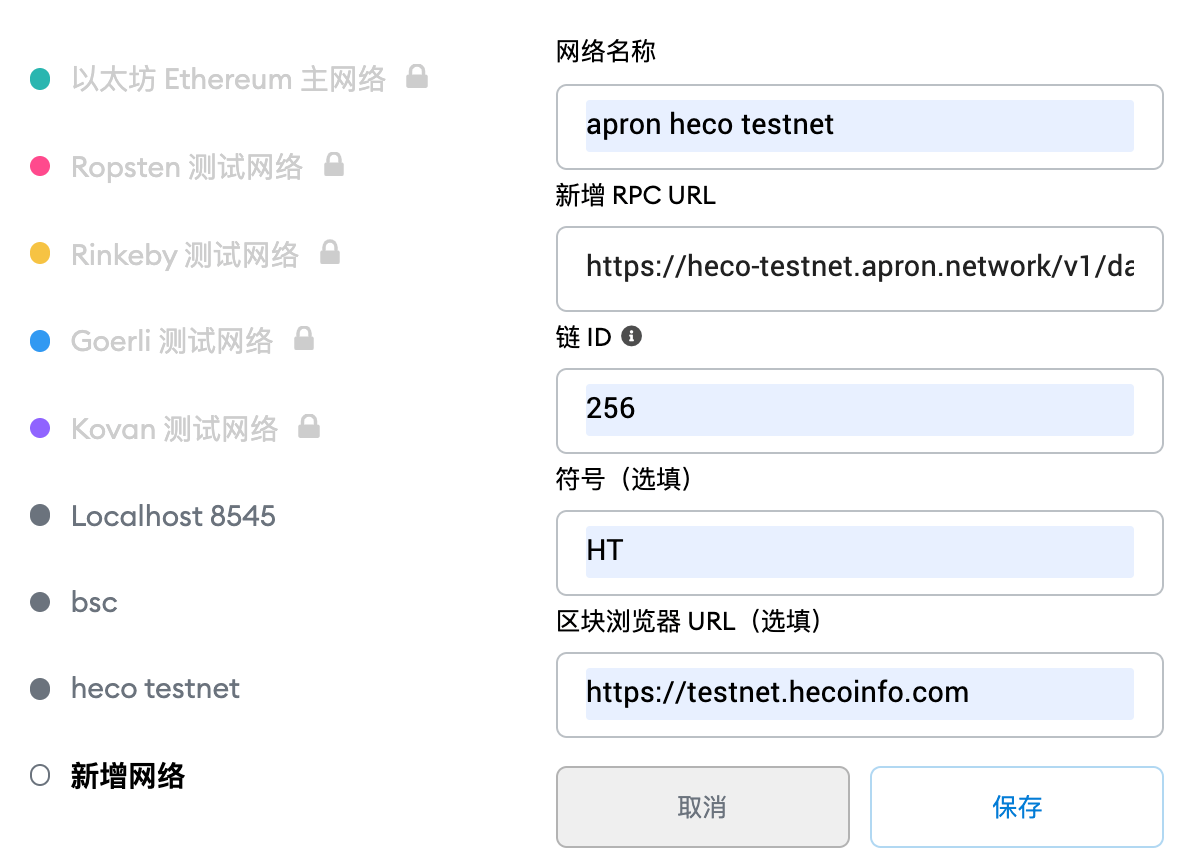 以太坊 Ethereum 主网络
Ropsten 测试网络
Rinkeby 测试网络
Goerli 测试网络
Kovan 测试网络
Localhost 8545
bsc
heco testnet
新增网络
网络名称
apron heco testnet
新增 RPC URL
https://heco-testnet.apron.network/v1/da
链 ID
256
符号（选填）
HT
区块浏览器 URL（选填）
https://testnet.hecoinfo.com
取消
保存